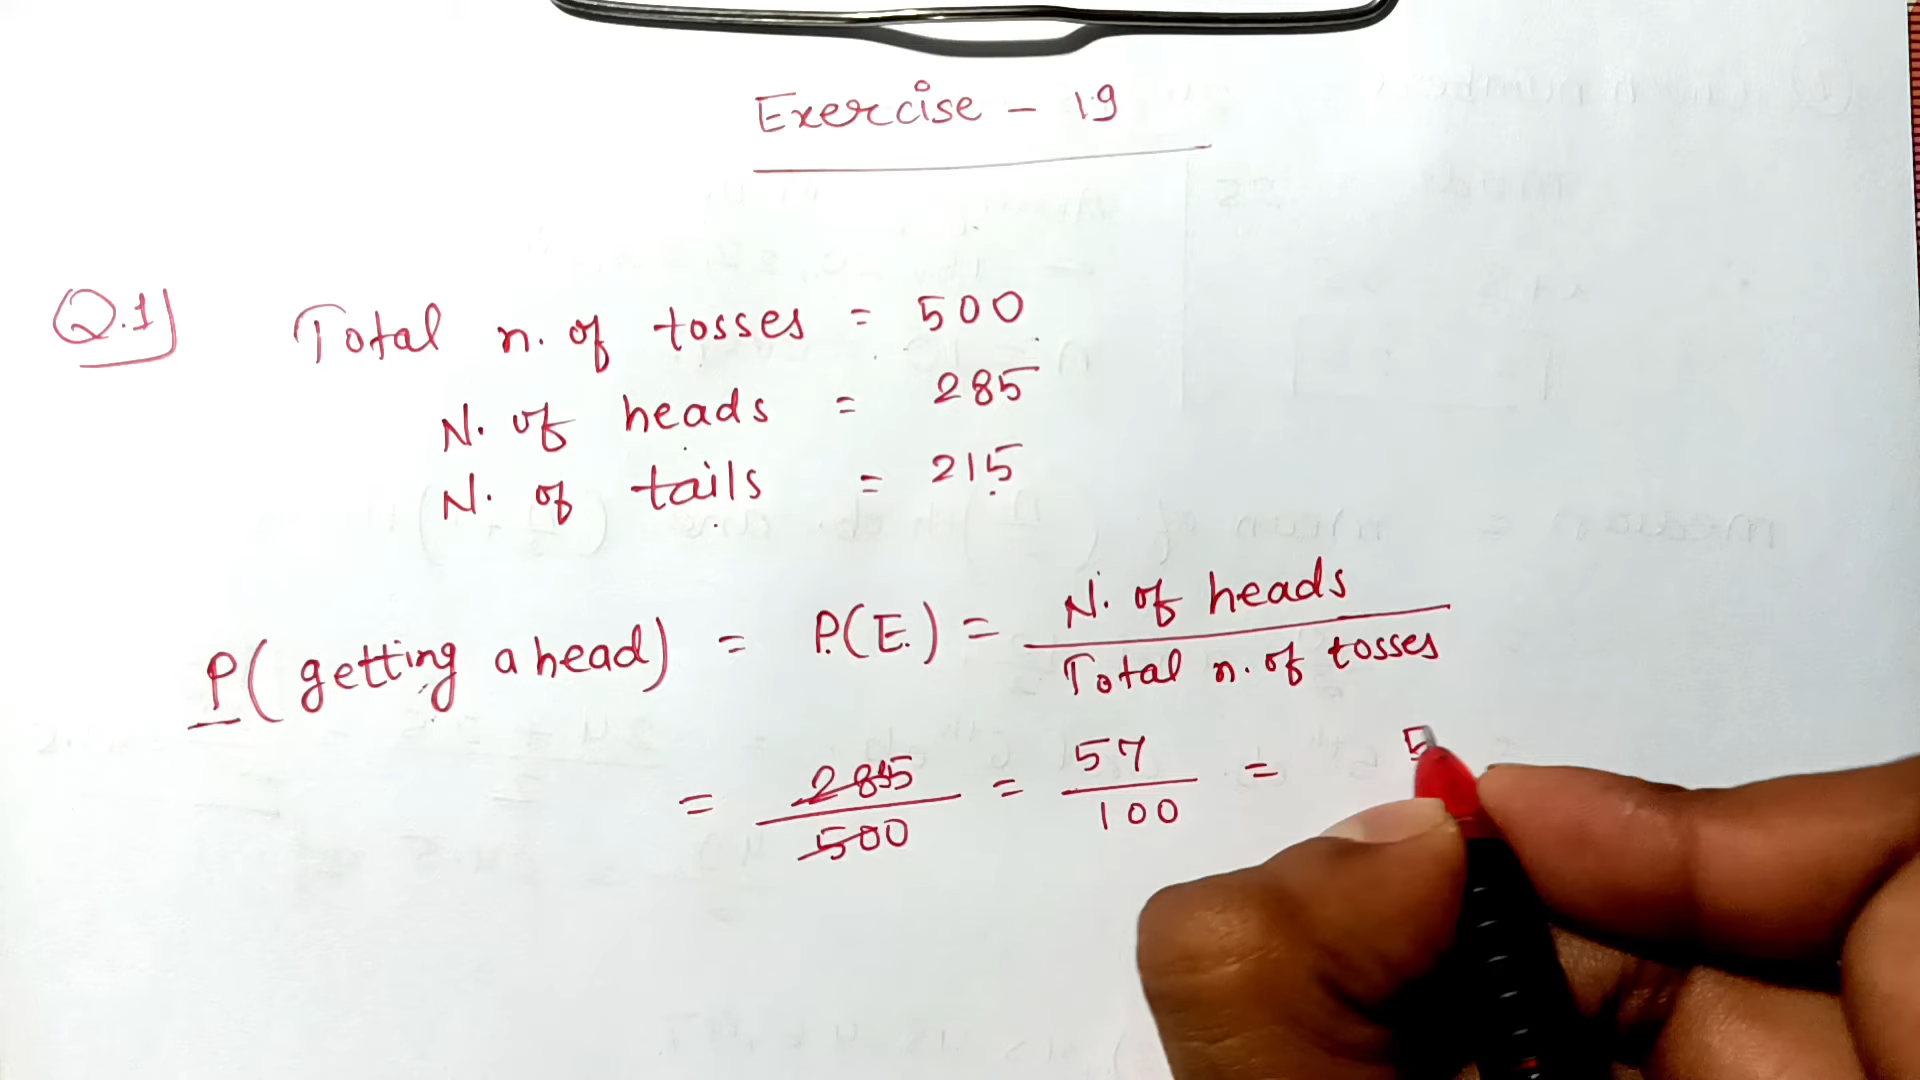 Exercise - 19
Q.1) Total n. of tosses = 500
N. of heads = 285
N. of tails = 215
P( getting a head) = P.(E.) = N. of heads / Total n. of tosses
= 285 / 500 = 57 / 100 = 5